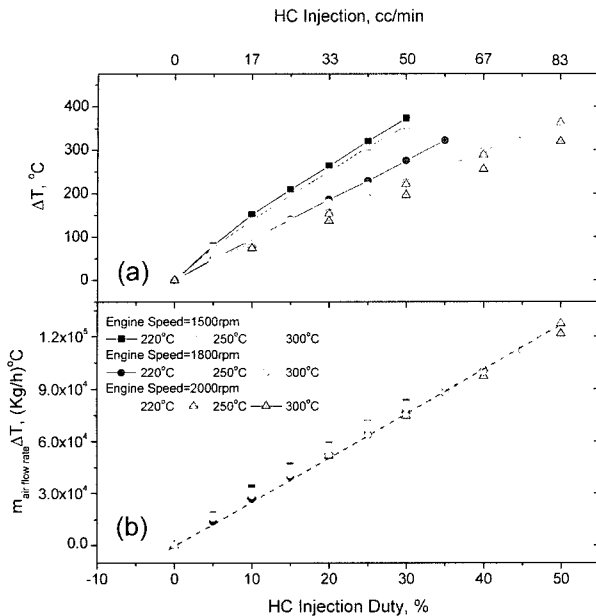 HC Injection, cc/min
0 17 33 50 67 83
400
300
200
100
0
ΔT, °C
(a)
Engine Speed=1500rpm
220°C 250°C 300°C
Engine Speed=1800rpm
220°C 250°C 300°C
Engine Speed=2000rpm
220°C 250°C 300°C
1.2x10⁵
9.0x10⁴
6.0x10⁴
3.0x10⁴
0.0
m air flow rate ΔT, (Kg/h)°C
(b)
-10 0 10 20 30 40 50
HC Injection Duty, %